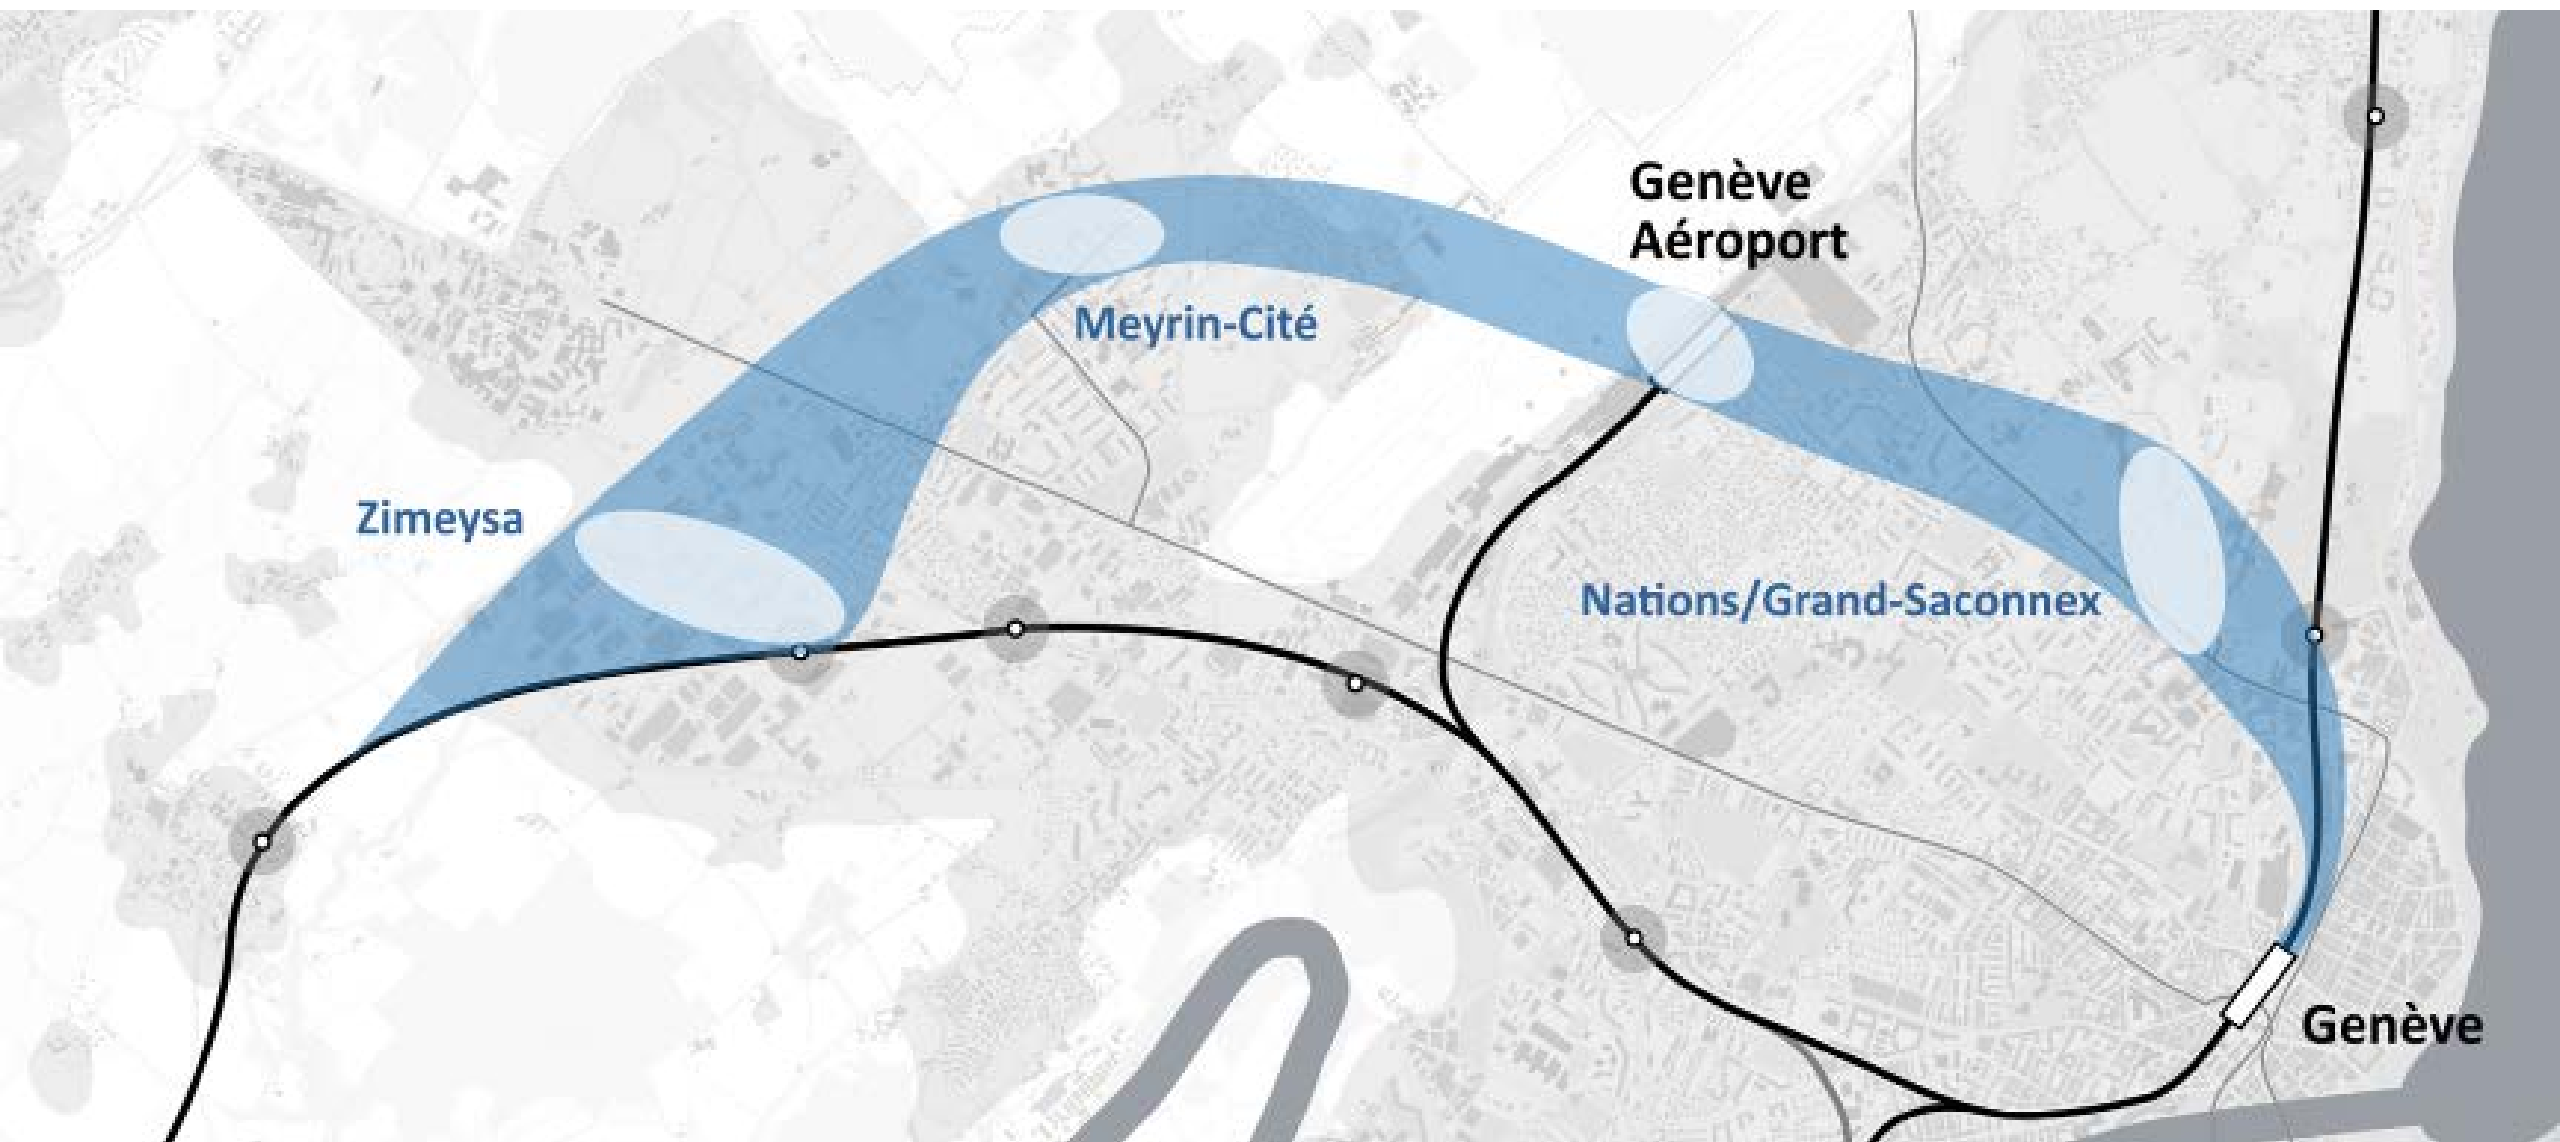 Genève
Aéroport
Meyrin-Cité
Zimeysa
Nations/Grand-Saconnex
Genève